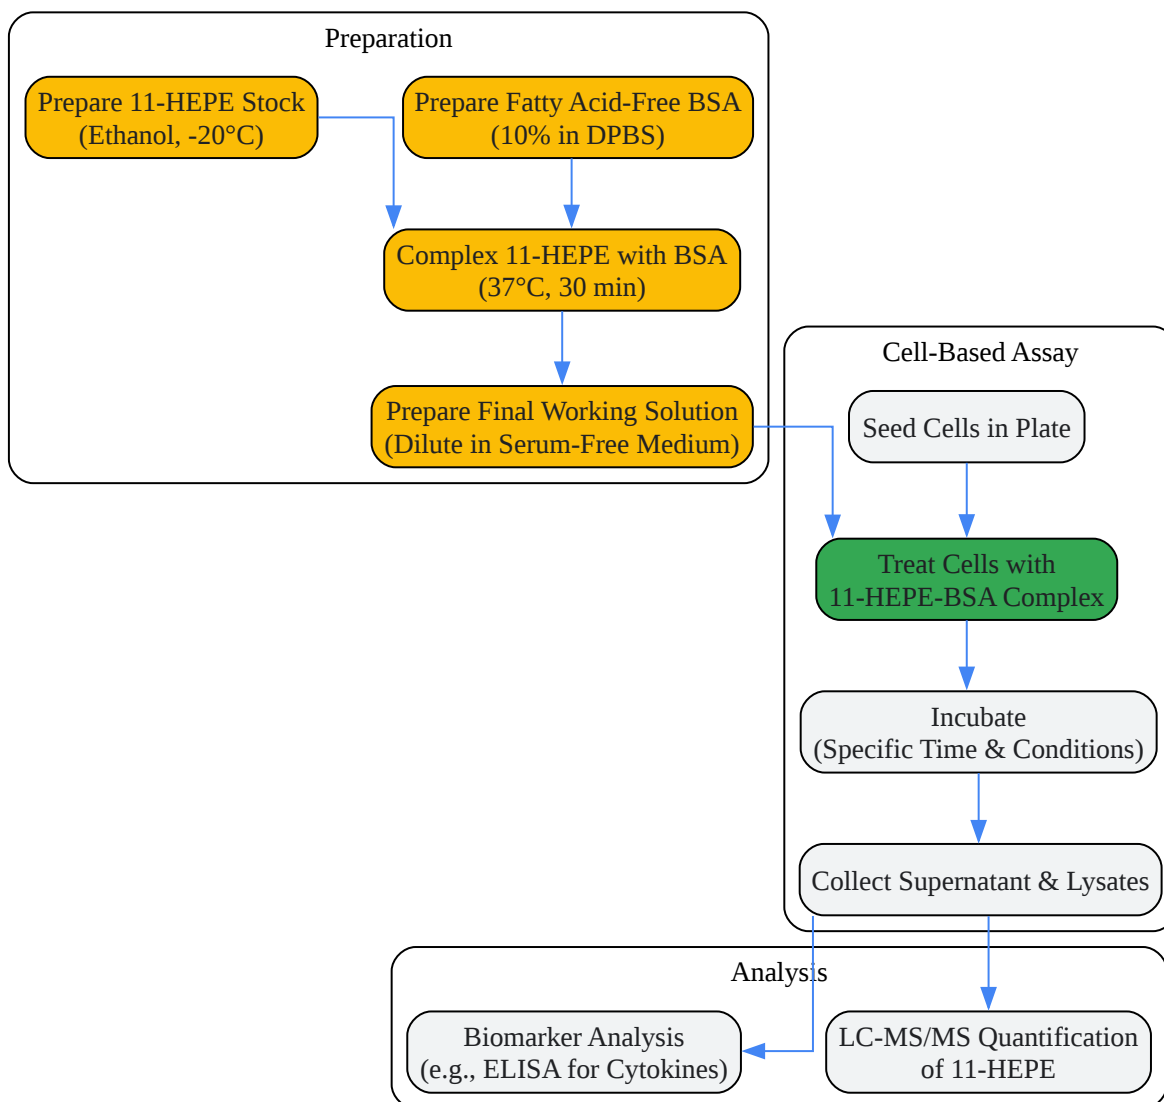 Preparation
Prepare 11-HEPE Stock
(Ethanol, -20°C)
Prepare Fatty Acid-Free BSA
(10% in DPBS)
Complex 11-HEPE with BSA
(37°C, 30 min)
Prepare Final Working Solution
(Dilute in Serum-Free Medium)
Cell-Based Assay
Seed Cells in Plate
Treat Cells with
11-HEPE-BSA Complex
Incubate
(Specific Time & Conditions)
Collect Supernatant & Lysates
Analysis
Biomarker Analysis
(e.g., ELISA for Cytokines)
LC-MS/MS Quantification
of 11-HEPE